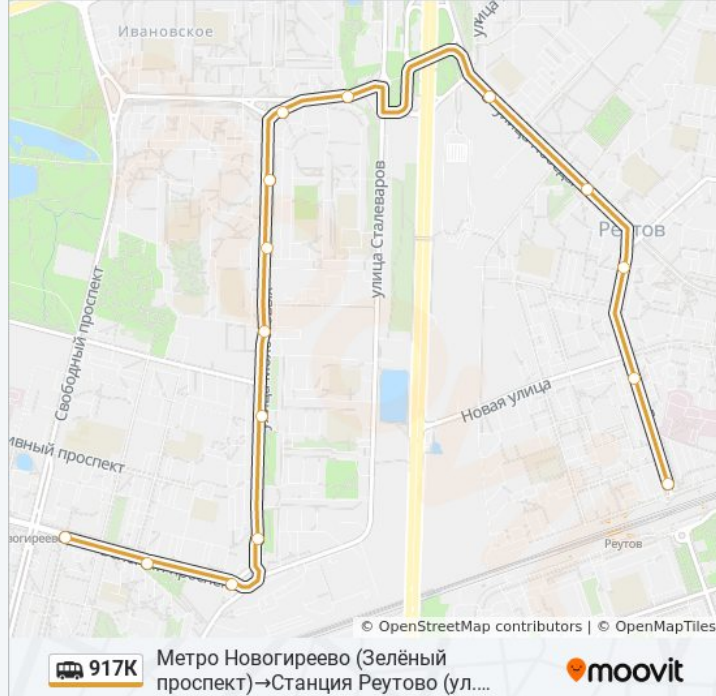 улица
Ивановское
улица Сталеваров
Реутов
Свободный проспект
Новая улица
ивный проспект
Реутов
© OpenStreetMap contributors | © OpenMapTiles
917К
Метро Новогиреево (Зелёный
проспект)→Станция Реутово (ул....
moovit